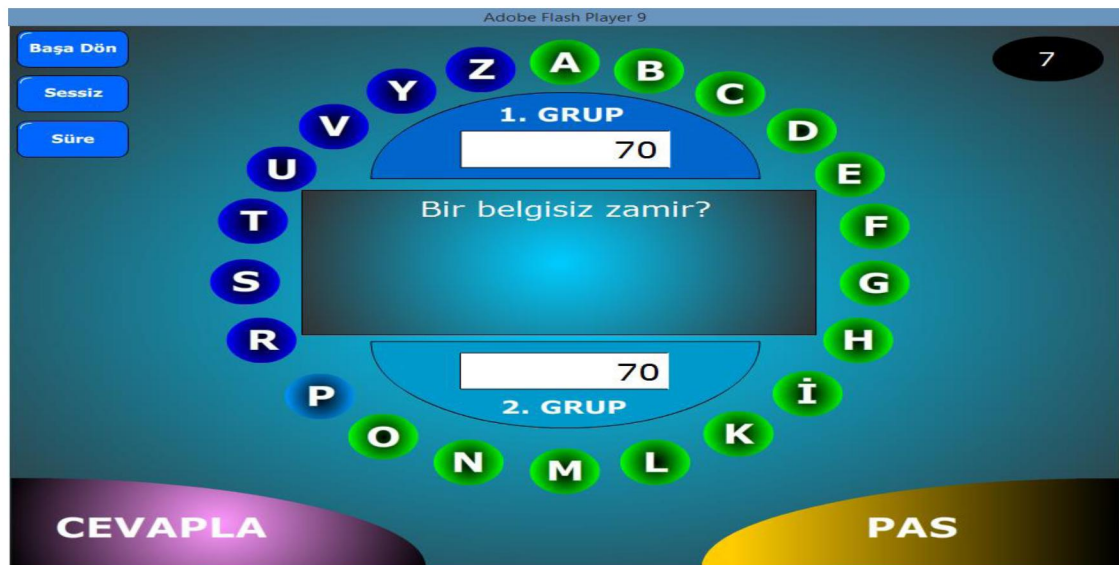 Adobe Flash Player 9
Başa Dön
Sessiz
Süre
7
A
B
C
D
E
F
G
H
İ
K
L
M
N
O
P
R
S
T
U
V
Y
Z
1. GRUP
70
Bir belgisiz zamir?
70
2. GRUP
CEVAPLA
PAS